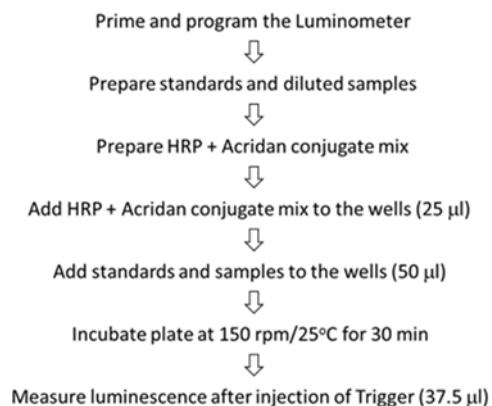 Prime and program the Luminometer
Prepare standards and diluted samples
Prepare HRP + Acridan conjugate mix
Add HRP + Acridan conjugate mix to the wells (25 µl)
Add standards and samples to the wells (50 µl)
Incubate plate at 150 rpm/25°C for 30 min
Measure luminescence after injection of Trigger (37.5 µl)